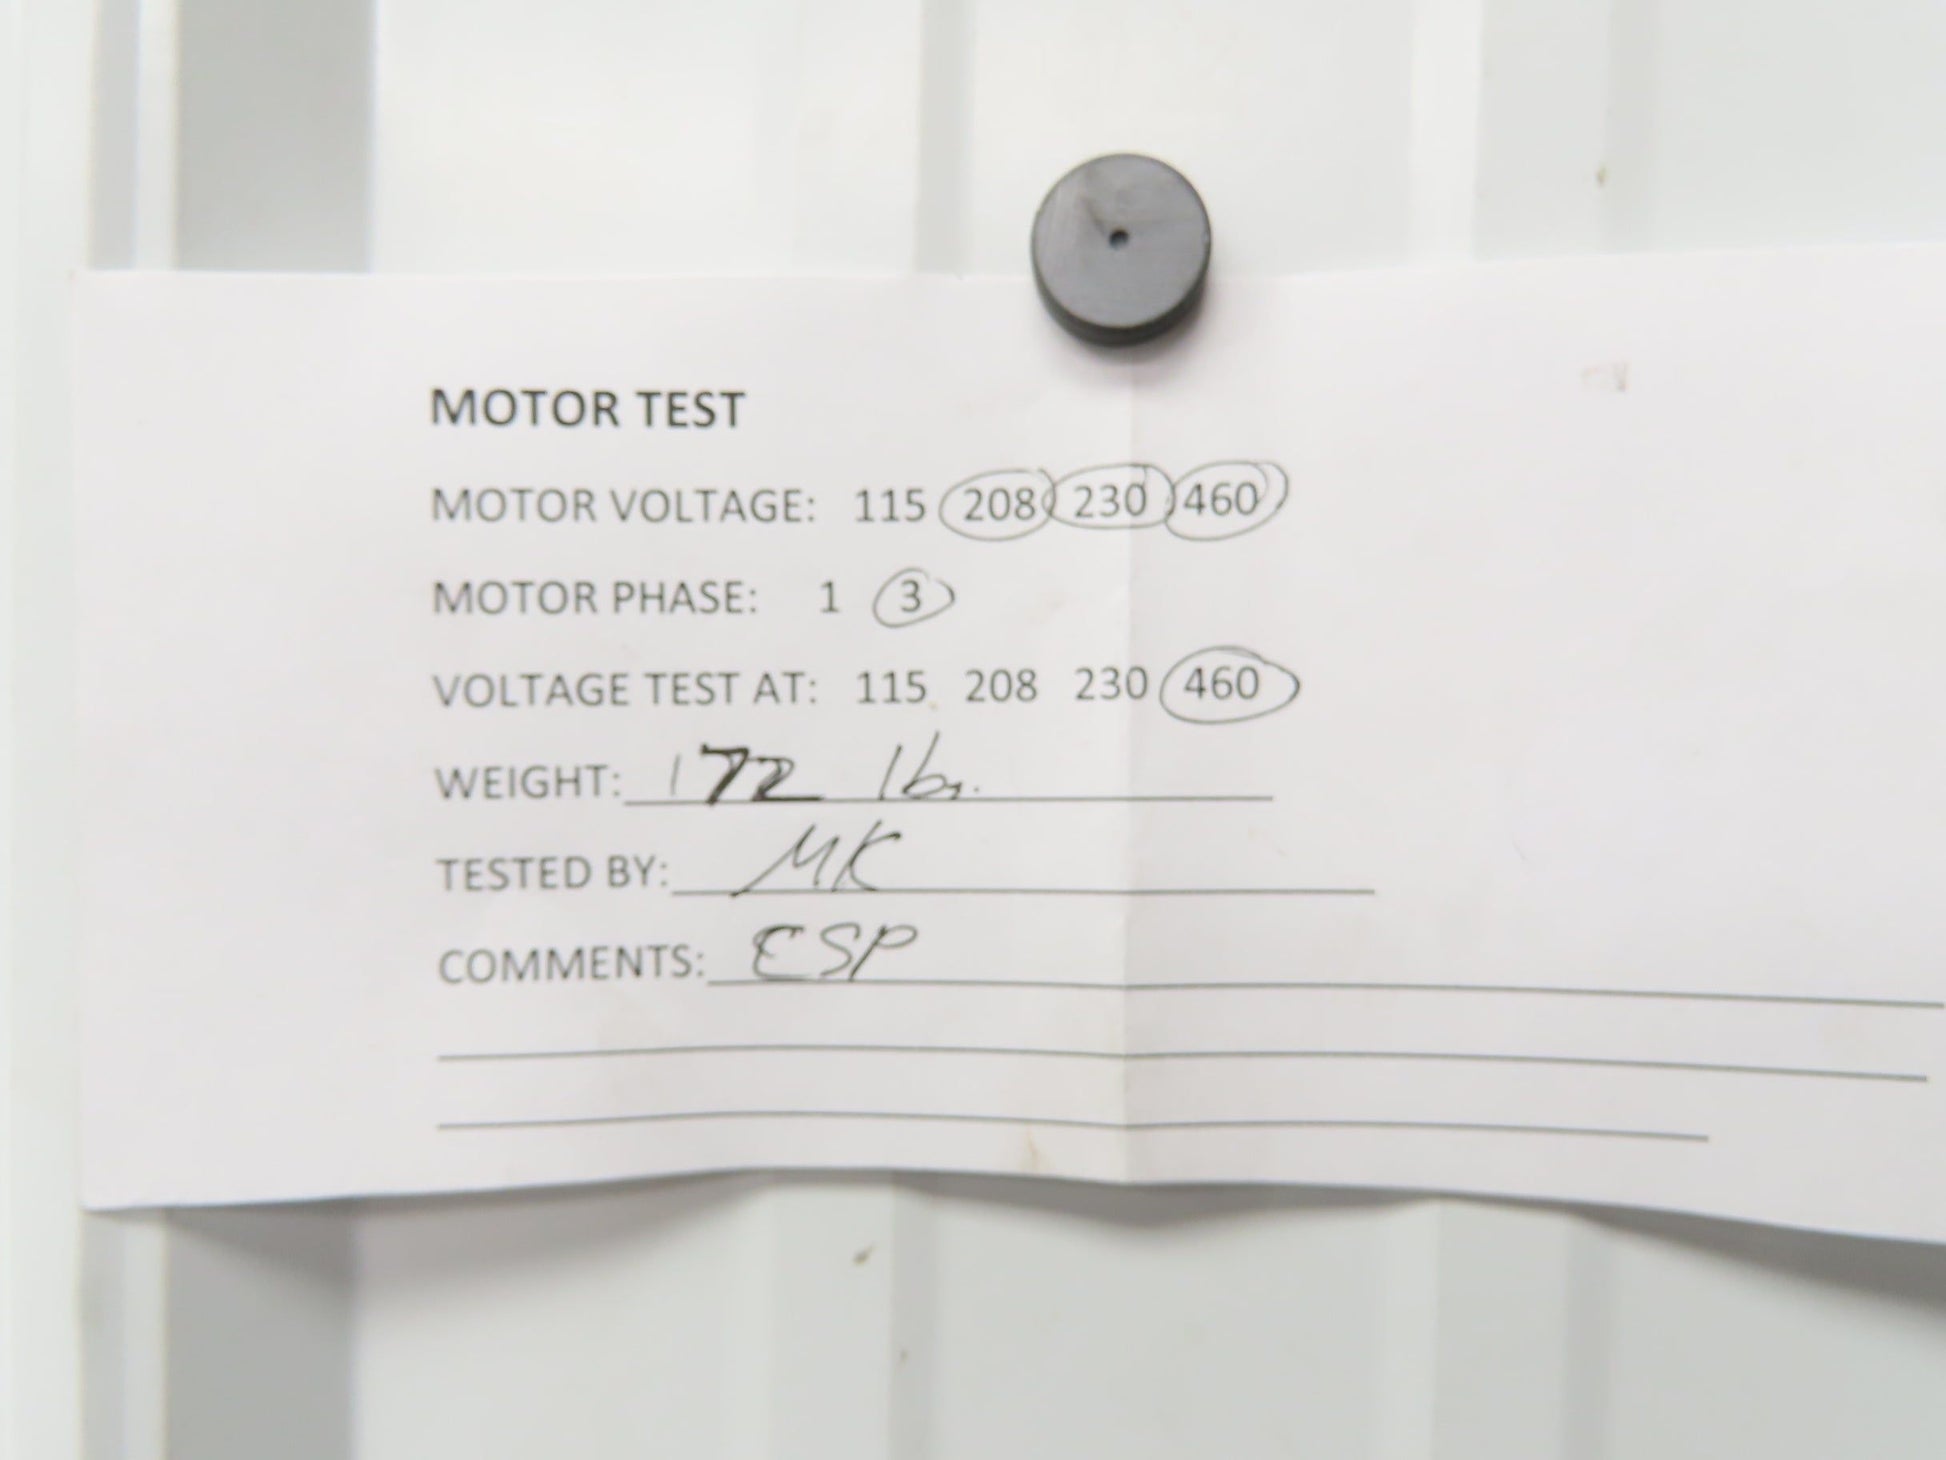 MOTOR TEST
MOTOR VOLTAGE: 115 208 230 460
MOTOR PHASE: 1 3
VOLTAGE TEST AT: 115 208 230 460
WEIGHT: 172 lbs.
TESTED BY: MK
COMMENTS: ESP